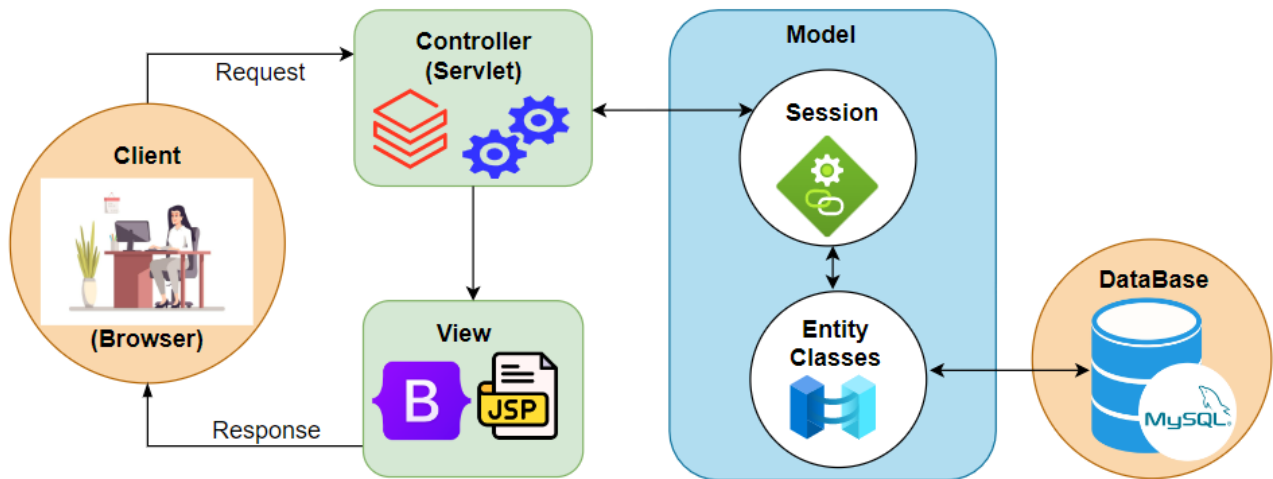 Request
Controller
(Servlet)
Model
Session
Client
(Browser)
View
B
JSP
Response
Entity
Classes
DataBase
MySQL